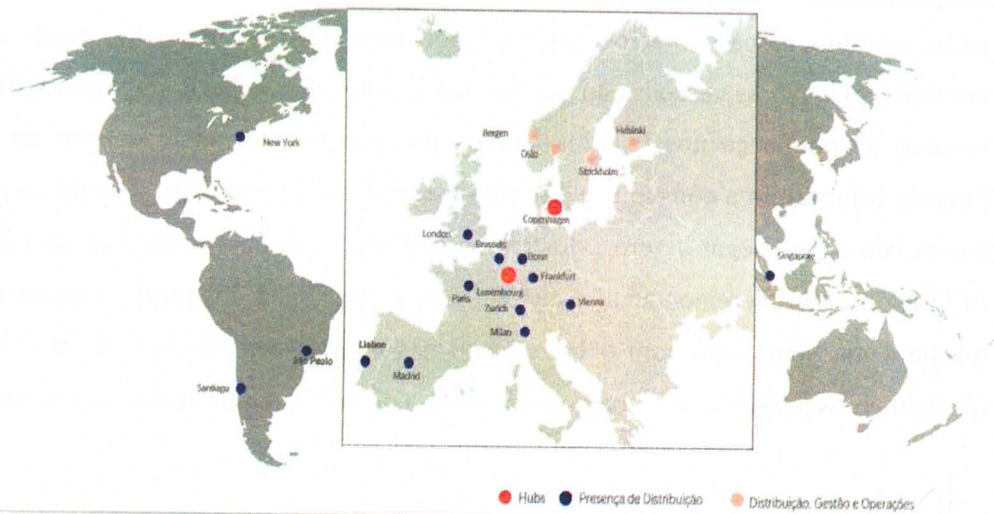 Bergen
Helsinki
New York
Oslo
Stockholm
Copenhagen
London
Brussels
Bonn
Singapore
Frankfurt
Luxembourg
Paris
Vienna
Zurich
Milan
Lisbon
São Paolo
Madrid
Santiago
Hubs
Presença de Distribuição
Distribuição, Gestão e Operações